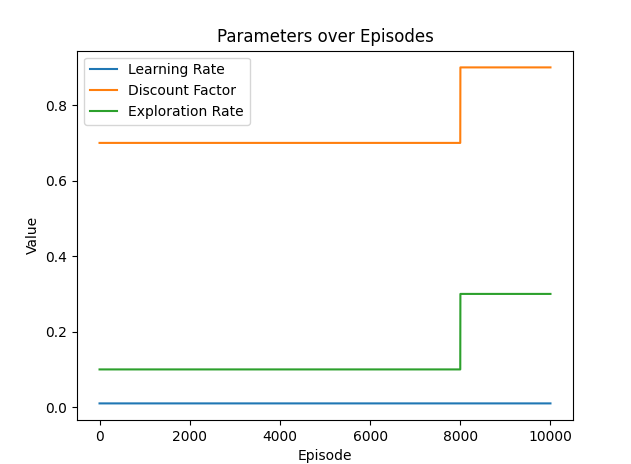 Parameters over Episodes
Learning Rate
Discount Factor
Exploration Rate
Value
0.8
0.6
0.4
0.2
0.0
0 2000 4000 6000 8000 10000
Episode